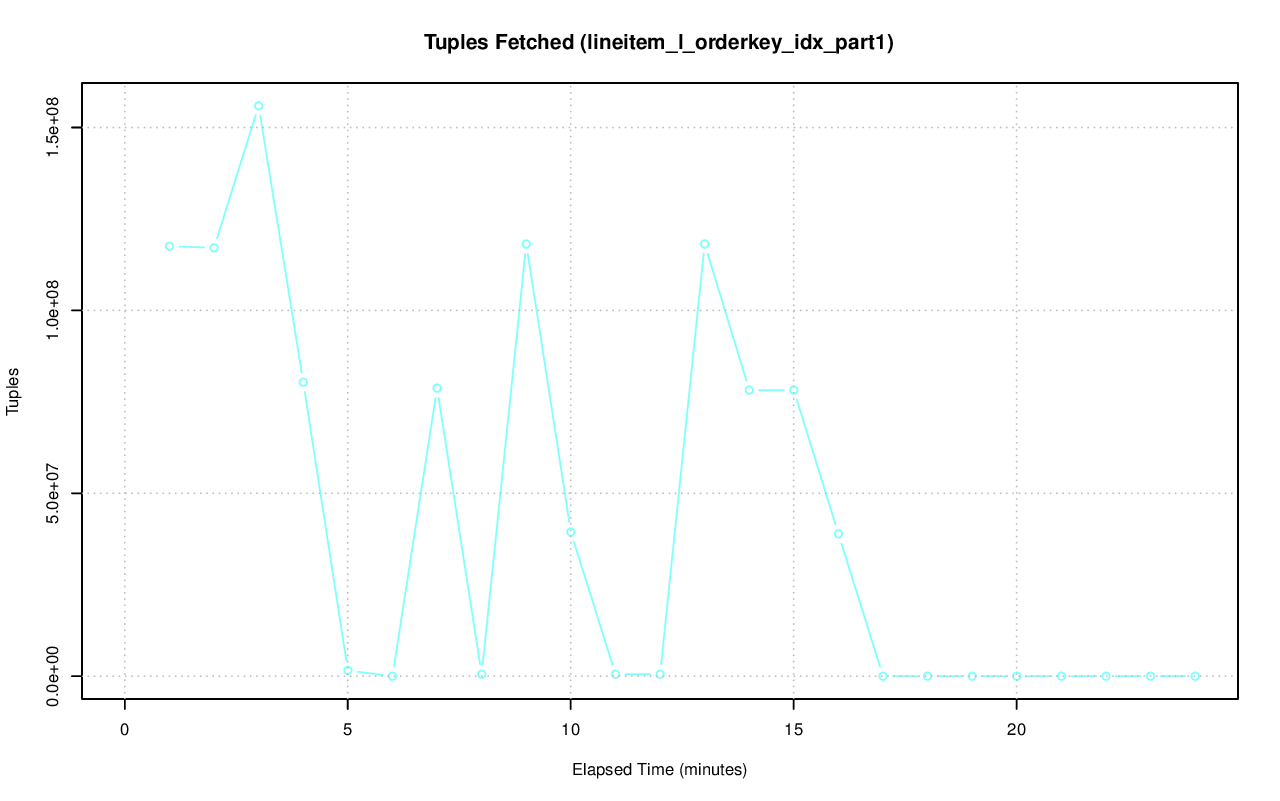 Tuples Fetched (lineitem_l_orderkey_idx_part1)
1.5e+08
1.0e+08
5.0e+07
0.0e+00
Tuples
0 5 10 15 20
Elapsed Time (minutes)